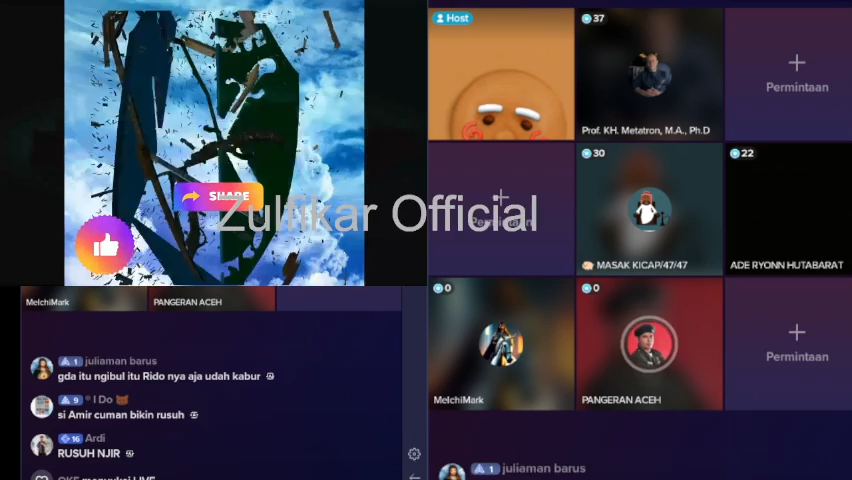 SHARE
Zulfikar Official
MelchiMark
PANGERAN ACEH
1 juliaman barus
gda itu ngibul itu Rido nya aja udah kabur
9 I Do
si Amir cuman bikin rusuh
16 Ardi
RUSUH NJIR
LIVE
Host
37
Prof. KH. Metatron, M.A., Ph.D
Permintaan
Permintaan
30
MASAK KICAP/47/47
22
ADE RYONN HUTABARAT
0
MelchiMark
0
PANGERAN ACEH
Permintaan
1 juliaman barus